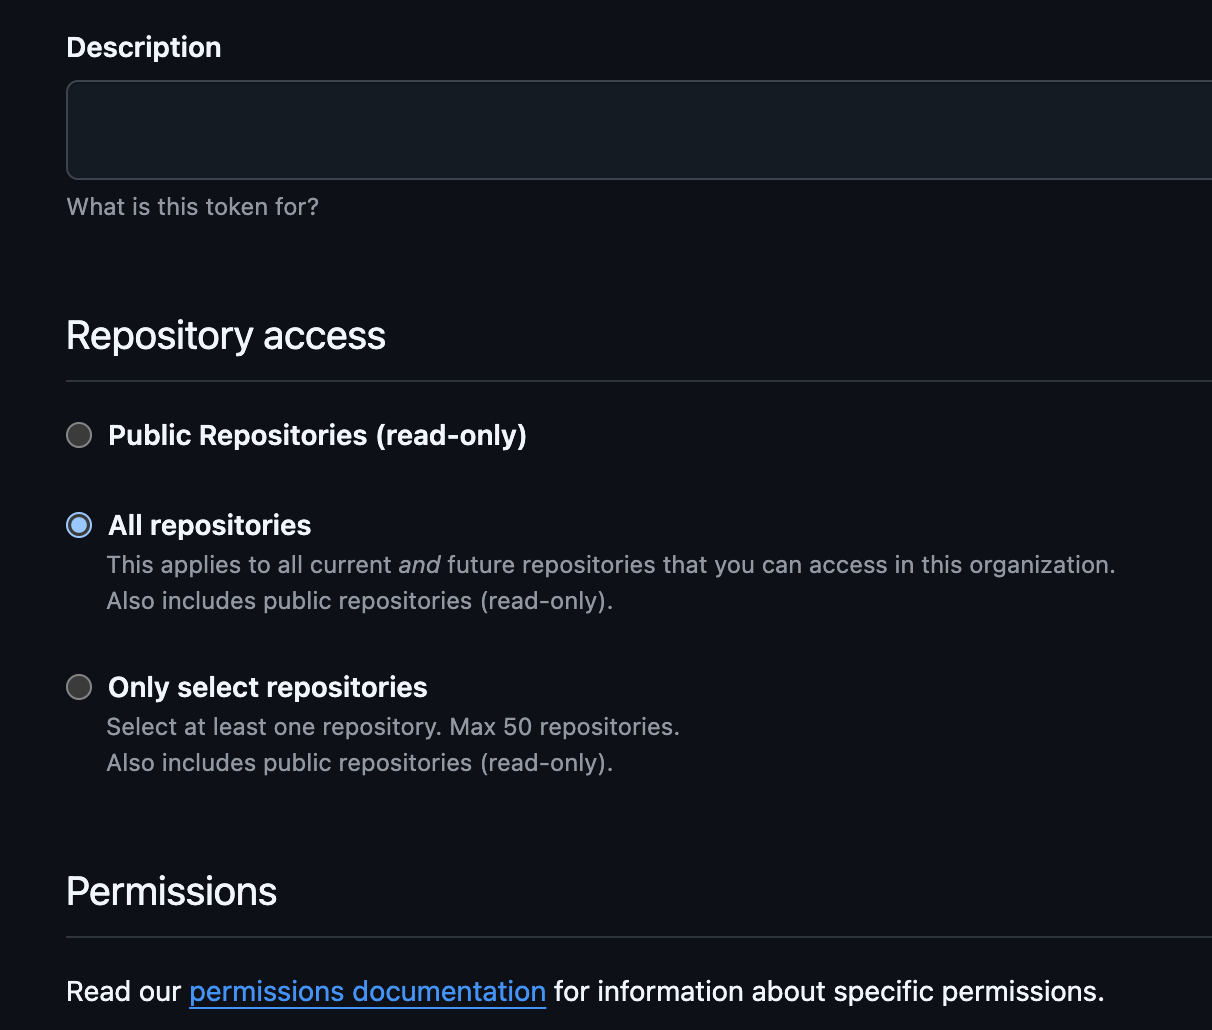 Description
What is this token for?
Repository access
Public Repositories (read-only)
All repositories
This applies to all current and future repositories that you can access in this organization.
Also includes public repositories (read-only).
Only select repositories
Select at least one repository. Max 50 repositories.
Also includes public repositories (read-only).
Permissions
Read our permissions documentation for information about specific permissions.